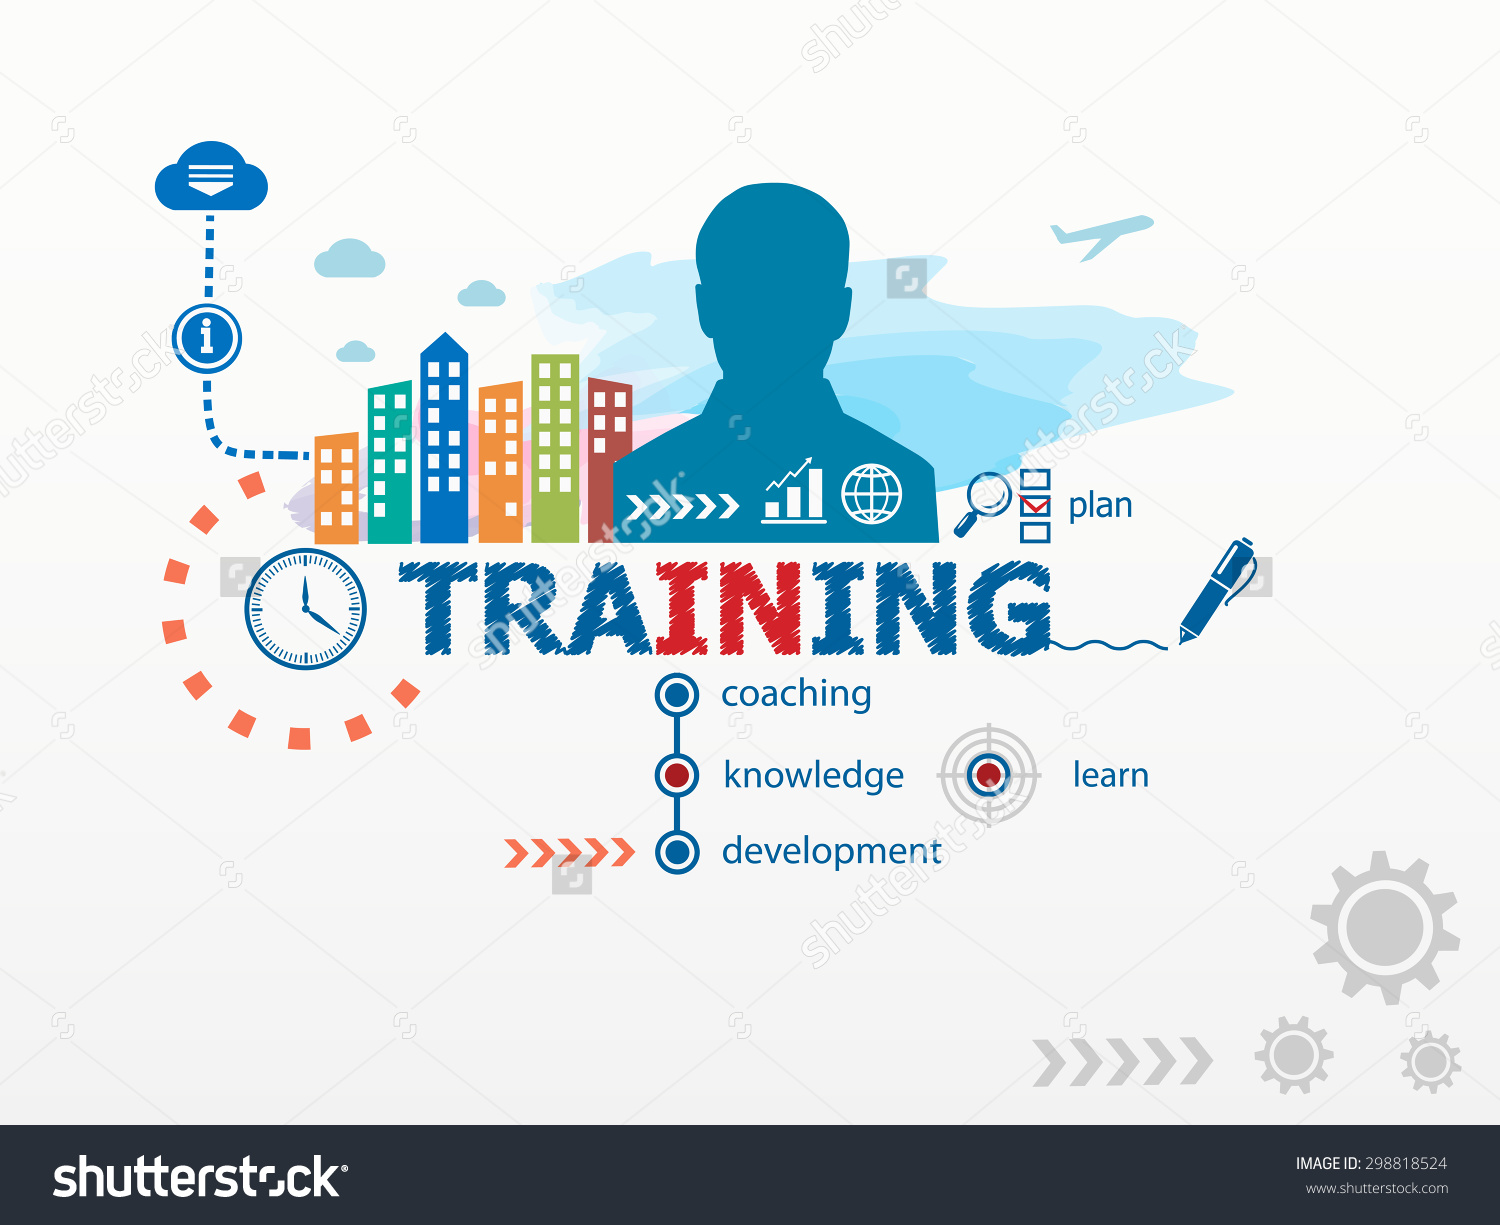 i
plan
TRAINING
coaching
knowledge
learn
development
shutterstock
IMAGE ID: 298818524
www.shutterstock.com